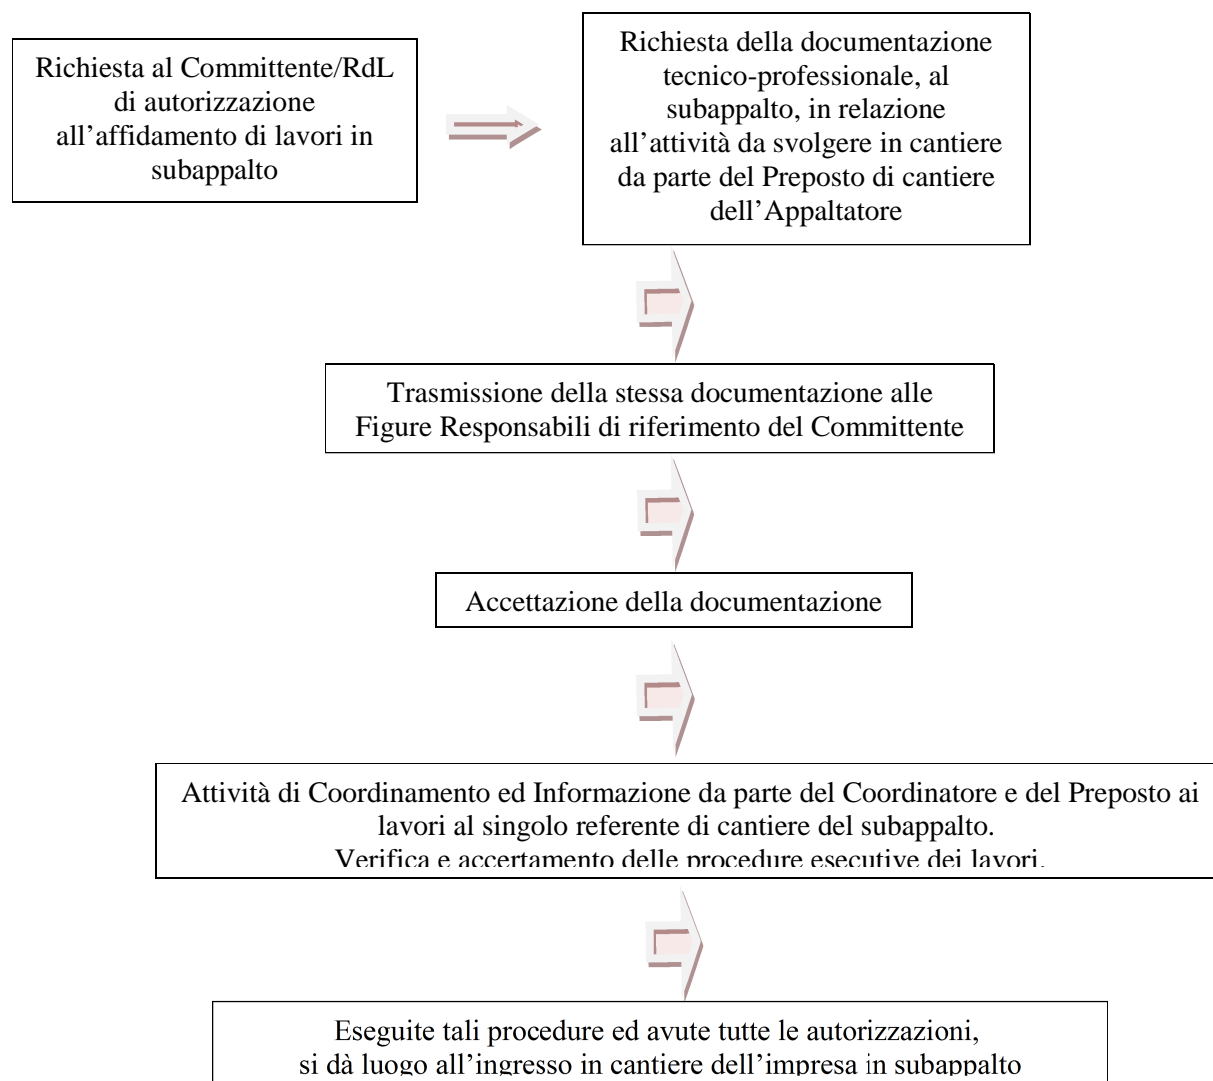 Richiesta al Committente/RdL
di autorizzazione
all’affidamento di lavori in
subappalto
Richiesta della documentazione
tecnico-professionale, al
subappalto, in relazione
all’attività da svolgere in cantiere
da parte del Preposto di cantiere
dell’Appaltatore
Trasmissione della stessa documentazione alle
Figure Responsabili di riferimento del Committente
Accettazione della documentazione
Attività di Coordinamento ed Informazione da parte del Coordinatore e del Preposto ai
lavori al singolo referente di cantiere del subappalto.
Verifica e accertamento delle procedure esecutive dei lavori.
Eseguite tali procedure ed avute tutte le autorizzazioni,
si dà luogo all’ingresso in cantiere dell’impresa in subappalto